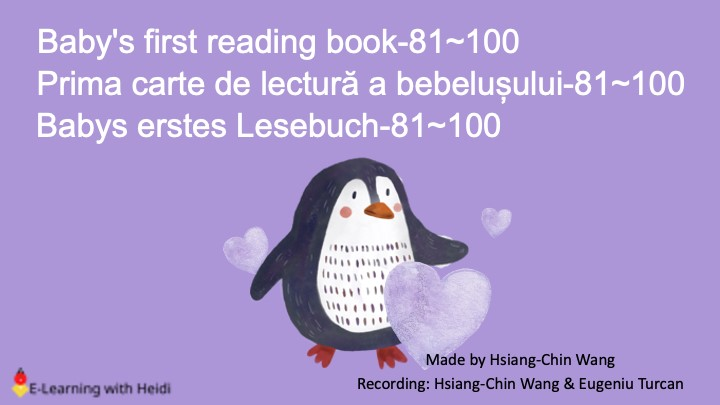 Baby's first reading book-81~100
Prima carte de lectură a bebelușului-81~100
Babys erstes Lesebuch-81~100
Made by Hsiang-Chin Wang
Recording: Hsiang-Chin Wang & Eugeniu Turcan
E-Learning with Heidi